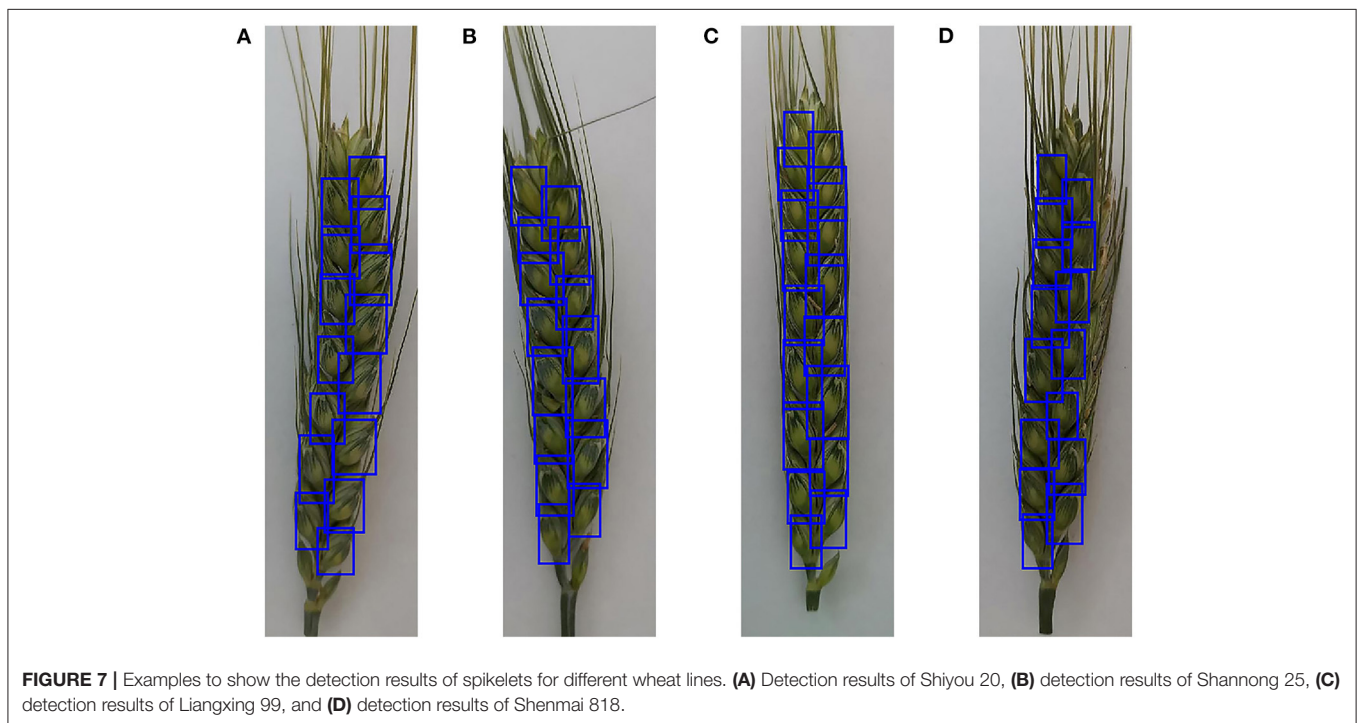 A B C D
FIGURE 7 | Examples to show the detection results of spikelets for different wheat lines. (A) Detection results of Shiyou 20, (B) detection results of Shannong 25, (C)
detection results of Liangxing 99, and (D) detection results of Shenmai 818.